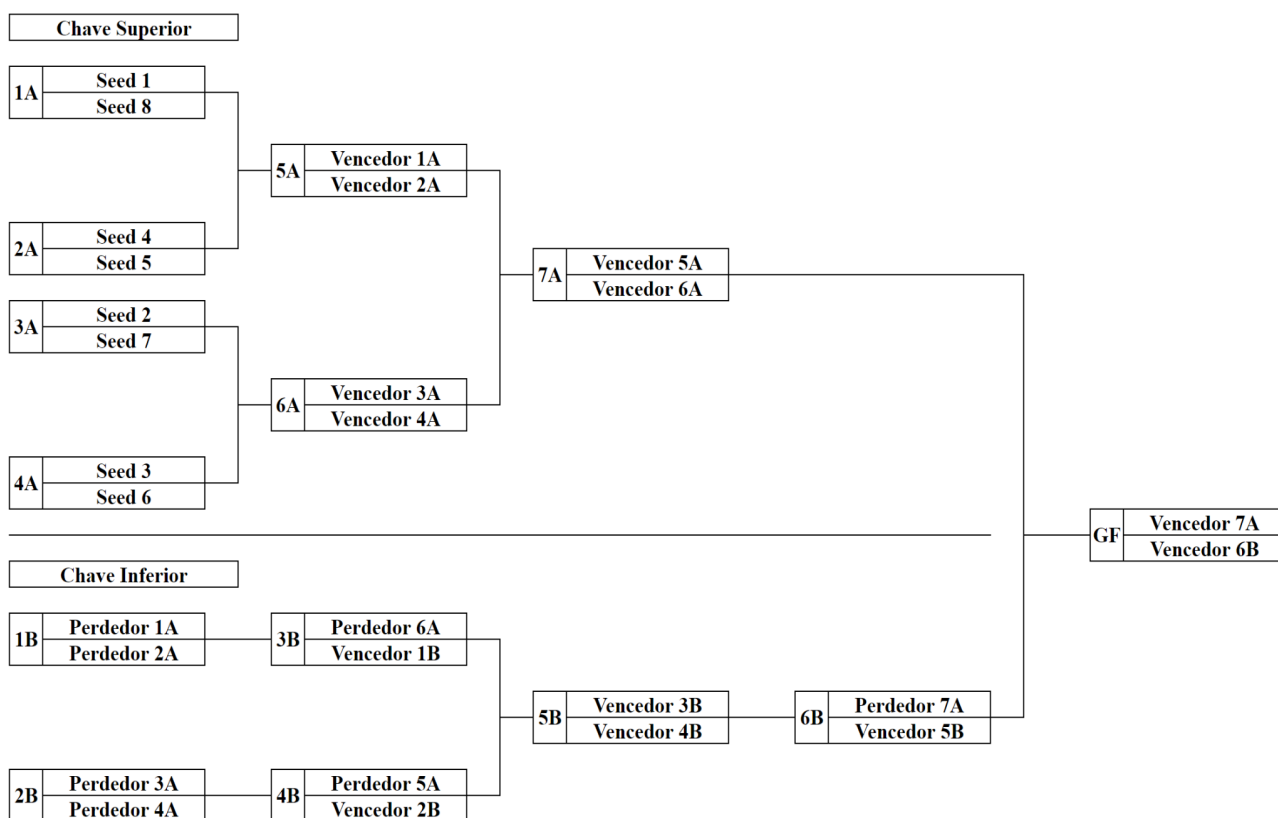 Chave Superior
1A
Seed 1
Seed 8
5A
Vencedor 1A
Vencedor 2A
2A
Seed 4
Seed 5
7A
Vencedor 5A
Vencedor 6A
3A
Seed 2
Seed 7
6A
Vencedor 3A
Vencedor 4A
4A
Seed 3
Seed 6
GF
Vencedor 7A
Vencedor 6B
Chave Inferior
1B
Perdedor 1A
Perdedor 2A
3B
Perdedor 6A
Vencedor 1B
5B
Vencedor 3B
Vencedor 4B
6B
Perdedor 7A
Vencedor 5B
2B
Perdedor 3A
Perdedor 4A
4B
Perdedor 5A
Vencedor 2B